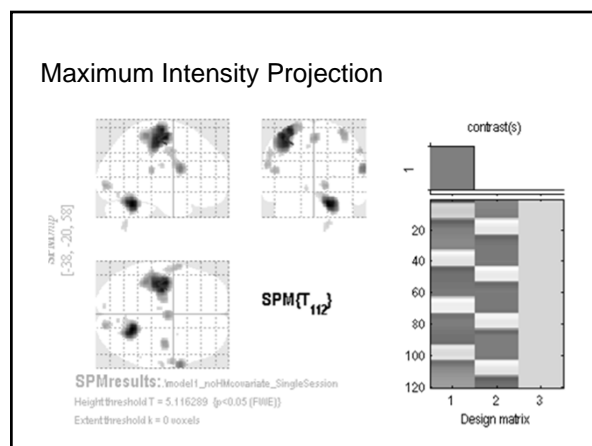 Maximum Intensity Projection
contrast(s)
1
[-38, -20, 58]
SPM{T112}
20
40
60
80
100
120
1 2 3
Design matrix
SPMresults: .\model1_noHMcovariate_SingleSession
Height threshold T = 5.116289 {p<0.05 (FWE)}
Extent threshold k = 0 voxels